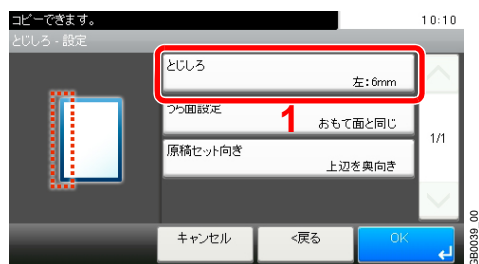 コピーできます。 10:10
とじしろ - 設定
とじしろ
左:6mm
うら面設定
1
おもて面と同じ
原稿セット向き
上辺を奥向き
1/1
キャンセル <戻る OK
GB0039_00